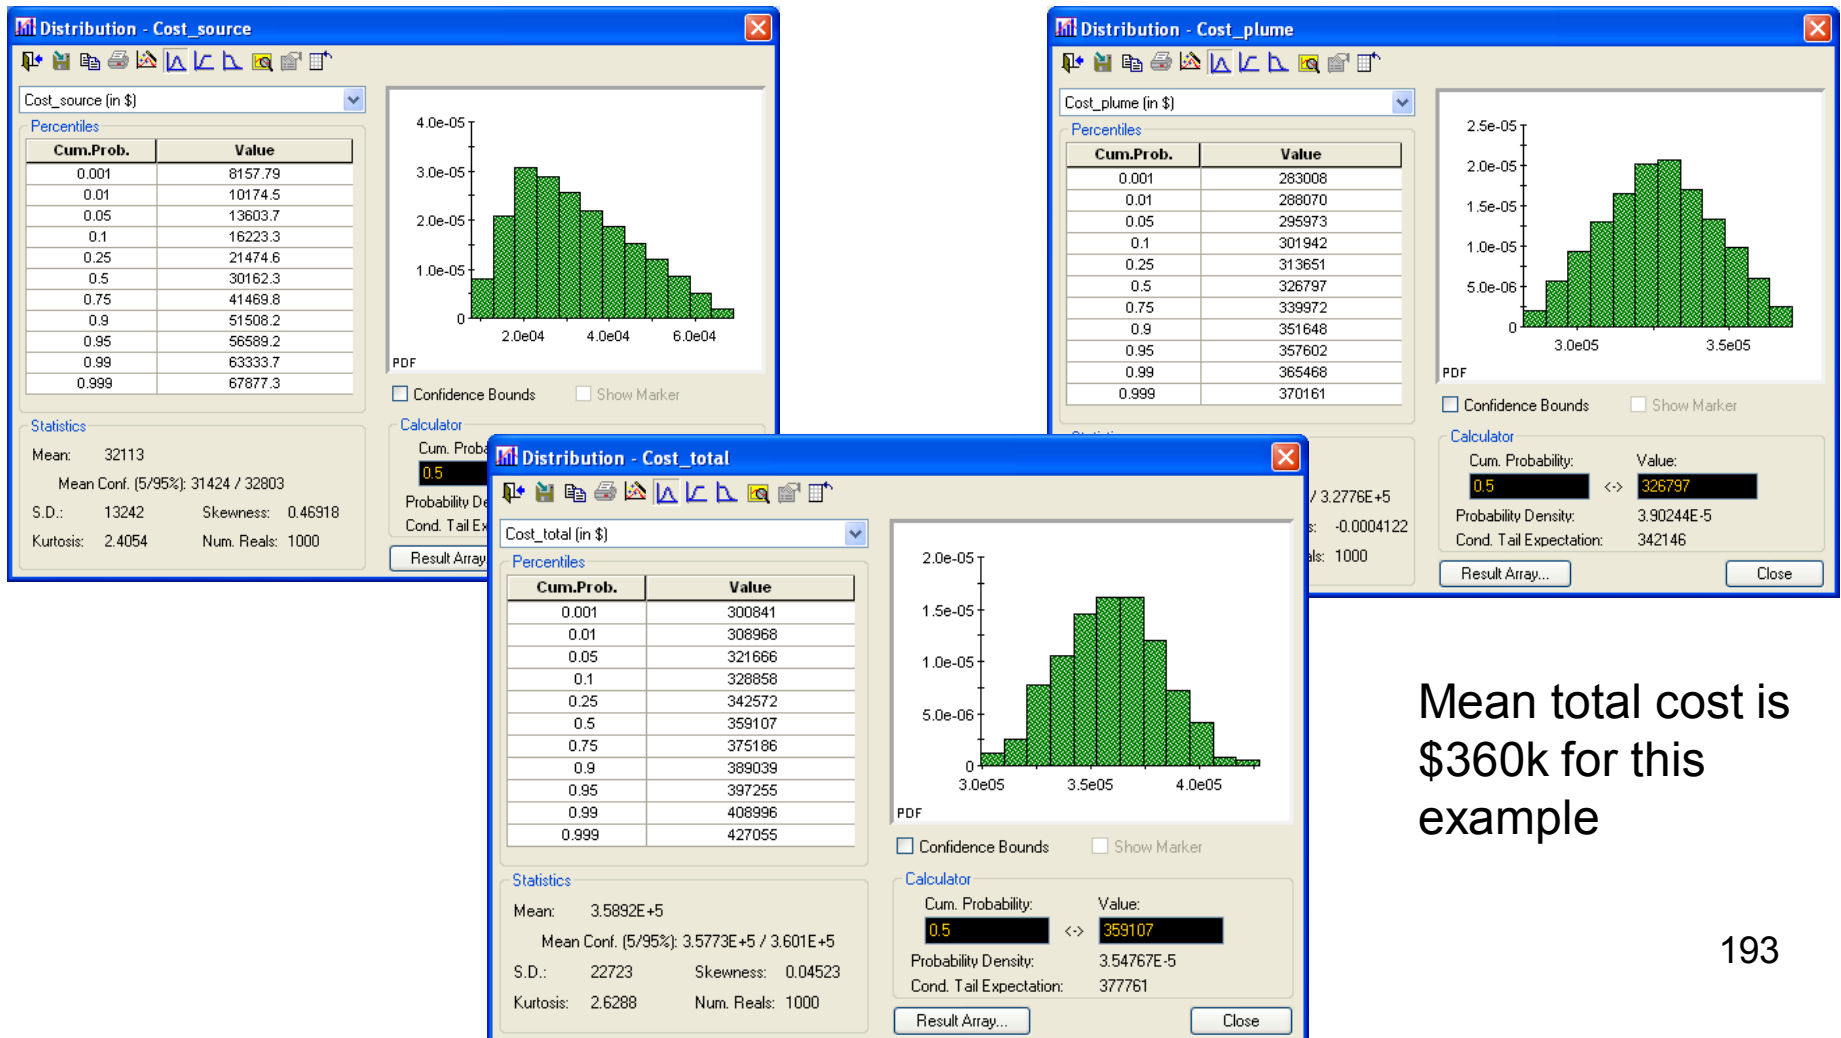 Distribution - Cost_source
Cost_source (in $)
Percentiles
Cum.Prob. Value
0.001 8157.79
0.01 10174.5
0.05 13603.7
0.1 16223.3
0.25 21474.6
0.5 30162.3
0.75 41469.8
0.9 51508.2
0.95 56589.2
0.99 63333.7
0.999 67877.3
4.0e-05
3.0e-05
2.0e-05
1.0e-05
0
2.0e04 4.0e04 6.0e04
PDF
Confidence Bounds Show Marker
Statistics
Mean: 32113
Mean Conf. (5/95%): 31424 / 32803
S.D.: 13242 Skewness: 0.46918
Kurtosis: 2.4054 Num. Reals: 1000
Calculator
Cum. Proba
0.5
Probability De
Cond. Tail Ex
Result Array
Distribution - Cost_plume
Cost_plume (in $)
Percentiles
Cum.Prob. Value
0.001 283008
0.01 288070
0.05 295973
0.1 301942
0.25 313651
0.5 326797
0.75 339972
0.9 351648
0.95 357602
0.99 365468
0.999 370161
2.5e-05
2.0e-05
1.5e-05
1.0e-05
5.0e-06
0
3.0e05 3.5e05
PDF
Confidence Bounds Show Marker
/ 3.2776E+5
s: -0.0004122
als: 1000
Calculator
Cum. Probability: Value:
0.5 <-> 326797
Probability Density: 3.90244E-5
Cond. Tail Expectation: 342146
Result Array... Close
Distribution - Cost_total
Cost_total (in $)
Percentiles
Cum.Prob. Value
0.001 300841
0.01 308968
0.05 321666
0.1 328858
0.25 342572
0.5 359107
0.75 375186
0.9 389039
0.95 397255
0.99 408996
0.999 427055
2.0e-05
1.5e-05
1.0e-05
5.0e-06
0
3.0e05 3.5e05 4.0e05
PDF
Confidence Bounds Show Marker
Statistics
Mean: 3.5892E+5
Mean Conf. (5/95%): 3.5773E+5 / 3.601E+5
S.D.: 22723 Skewness: 0.04523
Kurtosis: 2.6288 Num. Reals: 1000
Calculator
Cum. Probability: Value:
0.5 <-> 359107
Probability Density: 3.54767E-5
Cond. Tail Expectation: 377761
Result Array... Close
Mean total cost is
$360k for this
example
193